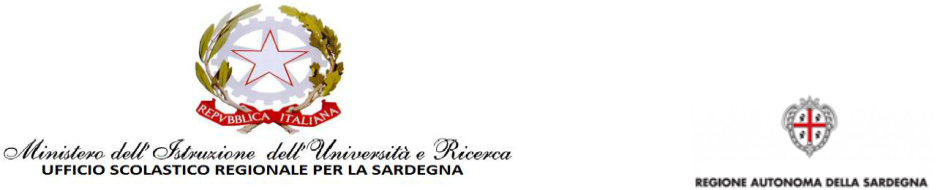 REPVBBLICA ITALIANA
Ministero dell'Istruzione dell'Università e Ricerca
UFFICIO SCOLASTICO REGIONALE PER LA SARDEGNA
REGIONE AUTONOMA DELLA SARDEGNA